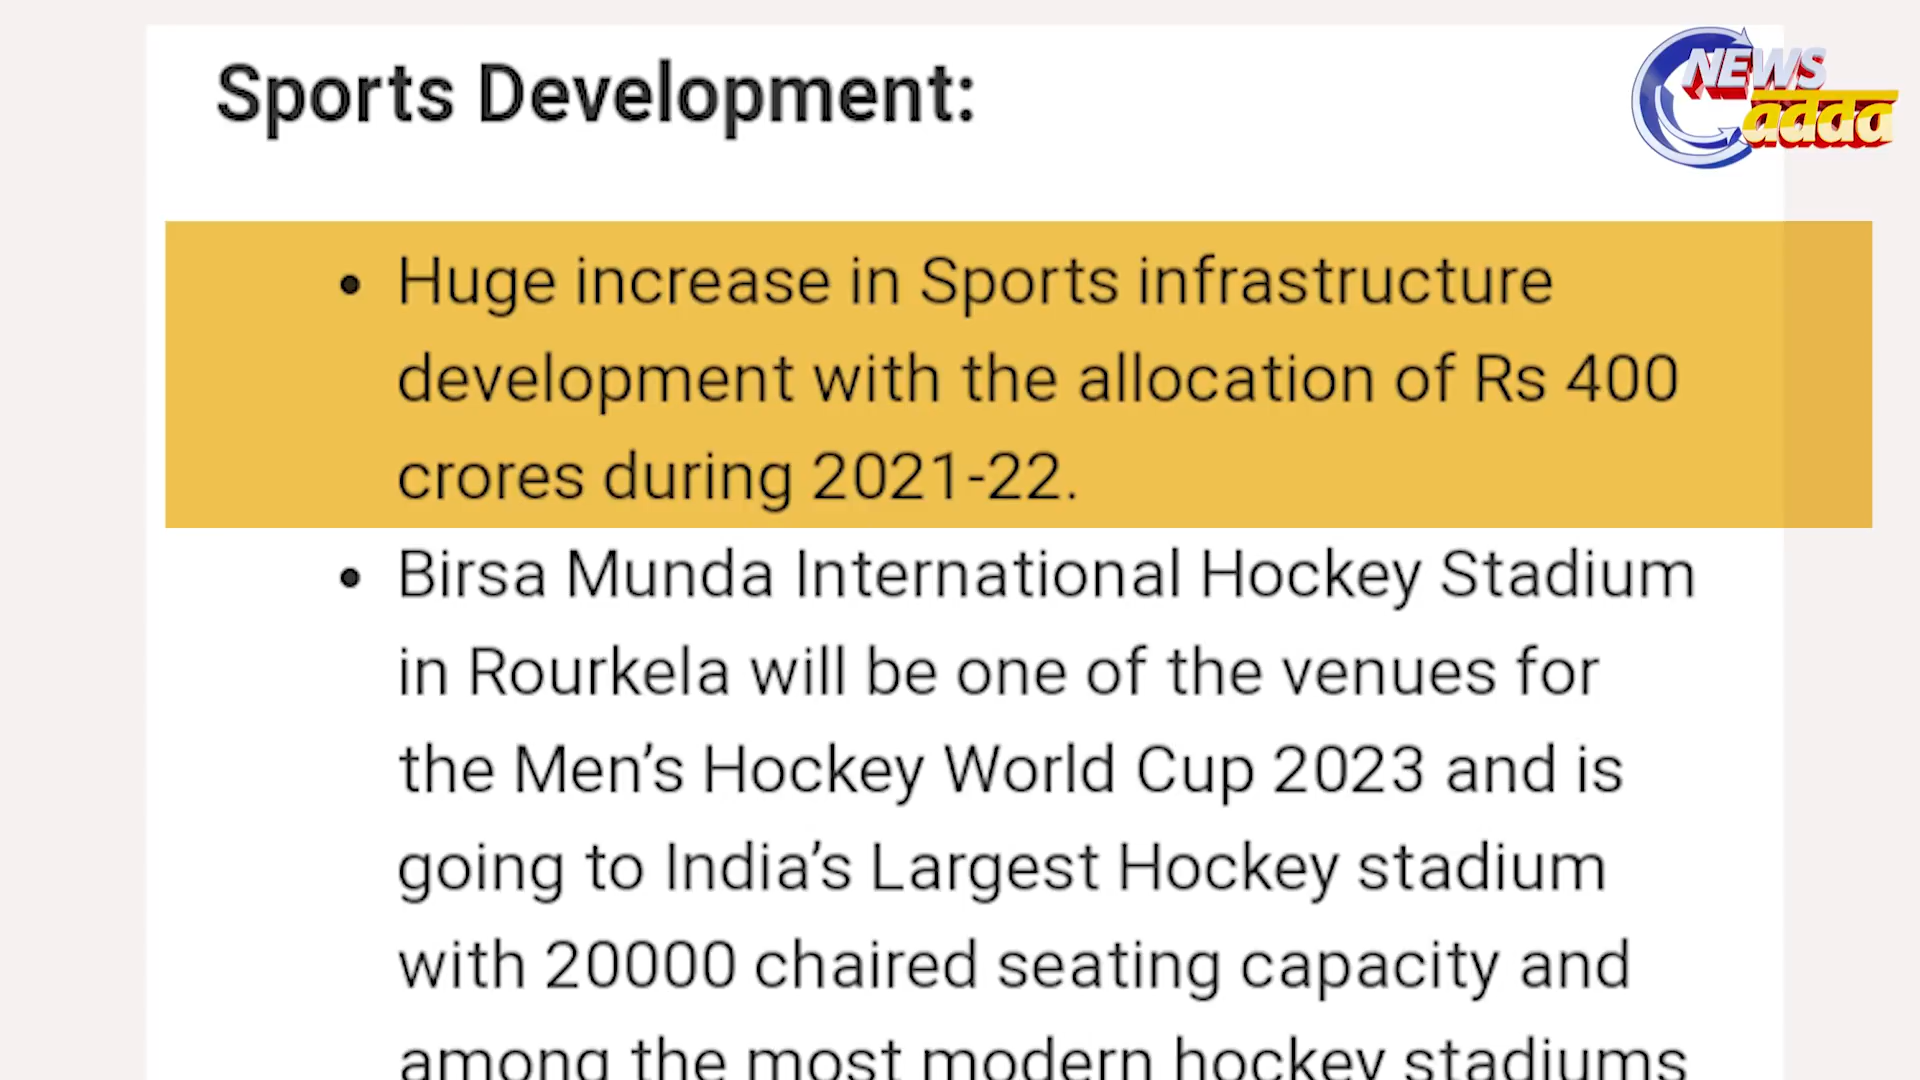 Sports Development:
NEWS
adda
• Huge increase in Sports infrastructure
development with the allocation of Rs 400
crores during 2021-22.
• Birsa Munda International Hockey Stadium
in Rourkela will be one of the venues for
the Men’s Hockey World Cup 2023 and is
going to India’s Largest Hockey stadium
with 20000 chaired seating capacity and
among the most modern hockey stadiums